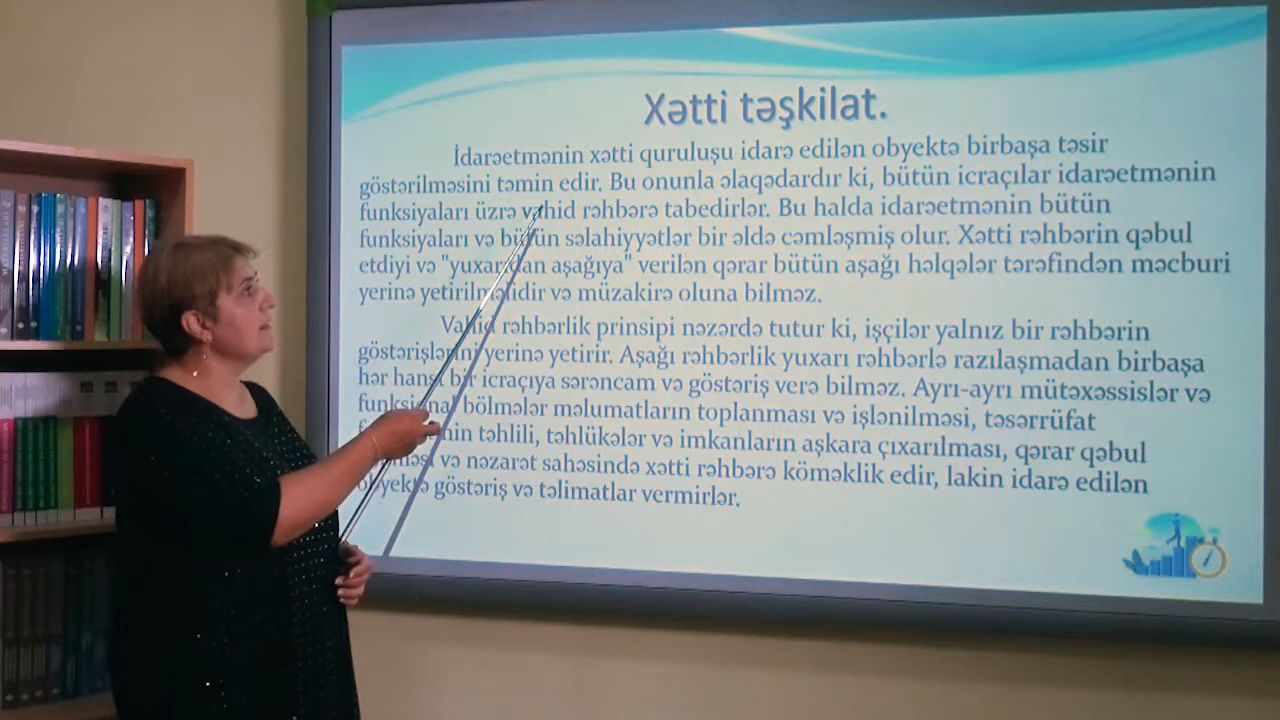 Xətti təşkilat.
İdarəetmənin xətti quruluşu idarə edilən obyektə birbaşa təsir
göstərilməsini təmin edir. Bu onunla əlaqədardır ki, bütün icraçılar idarəetmənin
funksiyaları üzrə vahid rəhbərə tabedirlər. Bu halda idarəetmənin bütün
funksiyaları və bütün səlahiyyətlər bir əldə cəmləşmiş olur. Xətti rəhbərin qəbul
etdiyi və "yuxarıdan aşağıya" verilən qərar bütün aşağı həlqələr tərəfindən məcburi
yerinə yetirilməlidir və müzakirə oluna bilməz.
Vahid rəhbərlik prinsipi nəzərdə tutur ki, işçilər yalnız bir rəhbərin
göstərişlərini yerinə yetirir. Aşağı rəhbərlik yuxarı rəhbərlə razılaşmadan birbaşa
hər hansı bir icraçıya sərəncam və göstəriş verə bilməz. Ayrı-ayrı mütəxəssislər və
funksional bölmələr məlumatların toplanması və işlənilməsi, təsərrüfat
təhlili, təhlükələr və imkanların aşkara çıxarılması, qərar qəbul
və nəzarət sahəsində xətti rəhbərə köməklik edir, lakin idarə edilən
obyektə göstəriş və təlimatlar vermirlər.